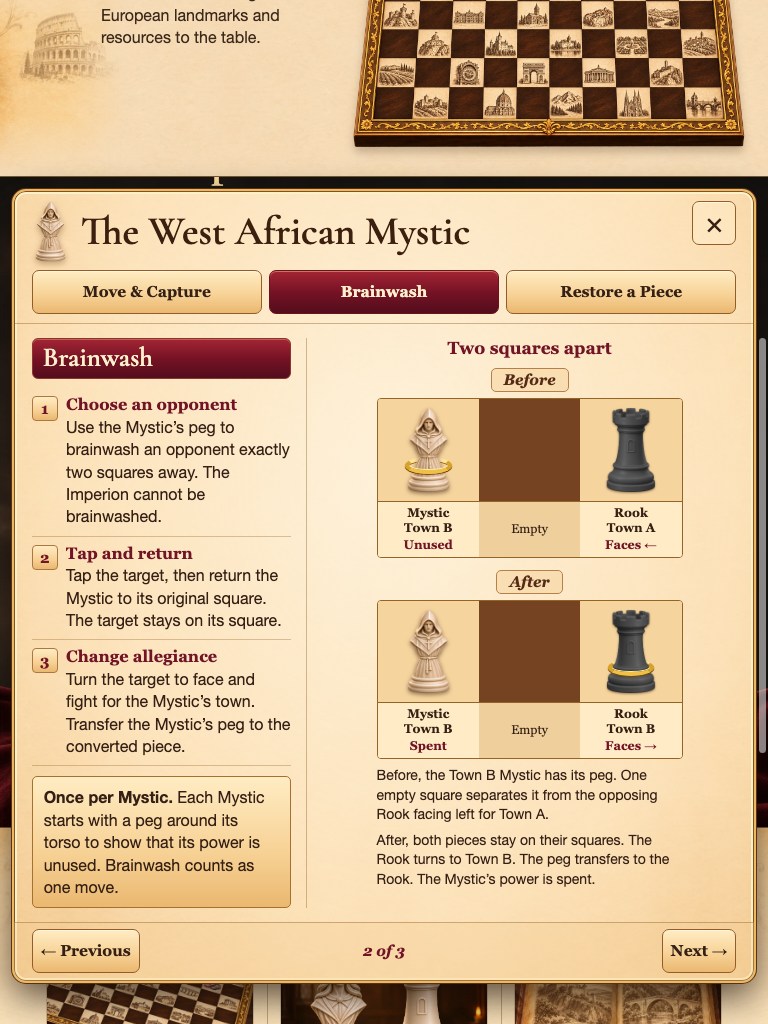 European landmarks and
resources to the table.
The West African Mystic
×
Move & Capture
Brainwash
Restore a Piece
Brainwash
1
Choose an opponent
Use the Mystic’s peg to
brainwash an opponent exactly
two squares away. The
Imperion cannot be
brainwashed.
2
Tap and return
Tap the target, then return the
Mystic to its original square.
The target stays on its square.
3
Change allegiance
Turn the target to face and
fight for the Mystic’s town.
Transfer the Mystic’s peg to the
converted piece.
Once per Mystic. Each Mystic
starts with a peg around its
torso to show that its power is
unused. Brainwash counts as
one move.
Two squares apart
Before
Mystic
Town B
Unused
Empty
Rook
Town A
Faces ←
After
Mystic
Town B
Spent
Empty
Rook
Town B
Faces →
Before, the Town B Mystic has its peg. One
empty square separates it from the opposing
Rook facing left for Town A.
After, both pieces stay on their squares. The
Rook turns to Town B. The peg transfers to the
Rook. The Mystic’s power is spent.
← Previous
2 of 3
Next →